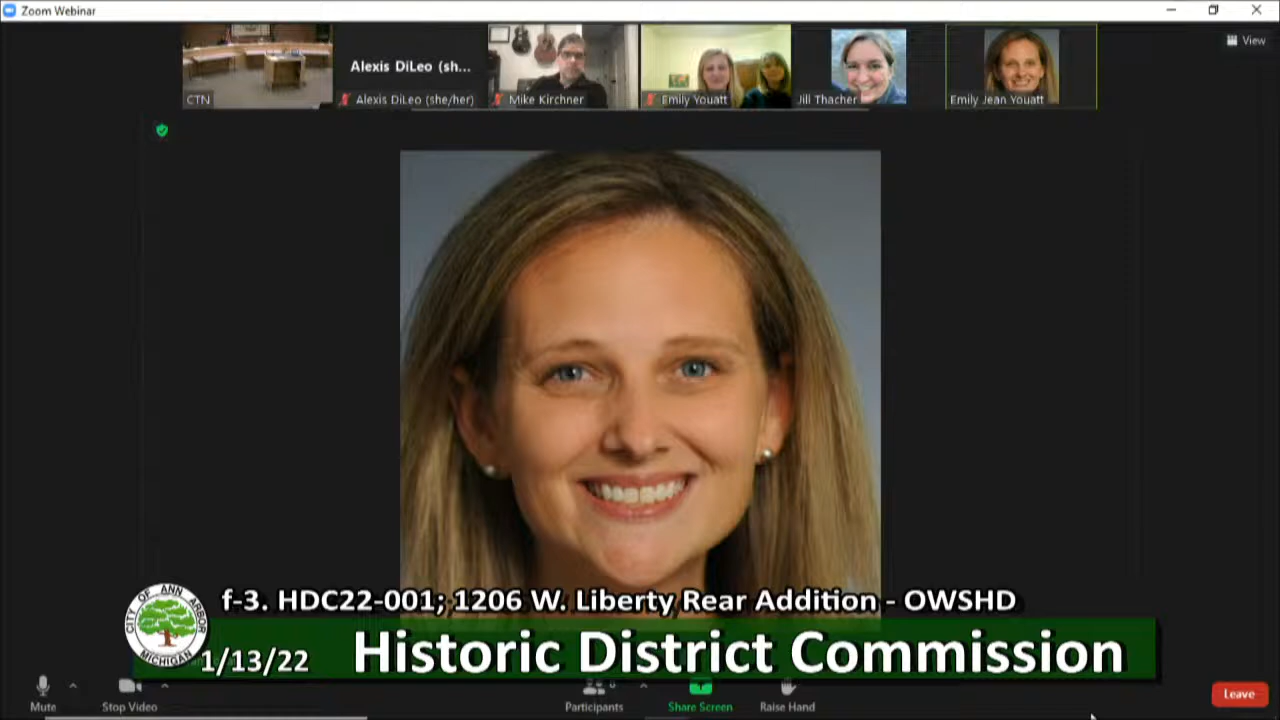 Zoom Webinar
View
Alexis DiLeo (sh...
CTN
Alexis DiLeo (she/her)
Mike Kirchner
Emily Youatt
Jill Thacher
Emily Jean Youatt
f-3. HDC22-001; 1206 W. Liberty Rear Addition - OWSHD
CITY OF ANN ARBOR
MICHIGAN
1/13/22
Historic District Commission
Mute
Stop Video
Participants
Share Screen
Raise Hand
Leave